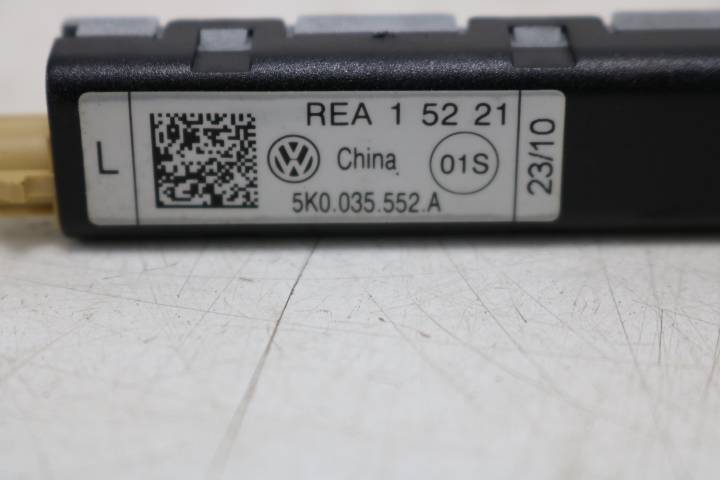 L
REA 1 52 21
China 01S
5K0.035.552.A
23/10